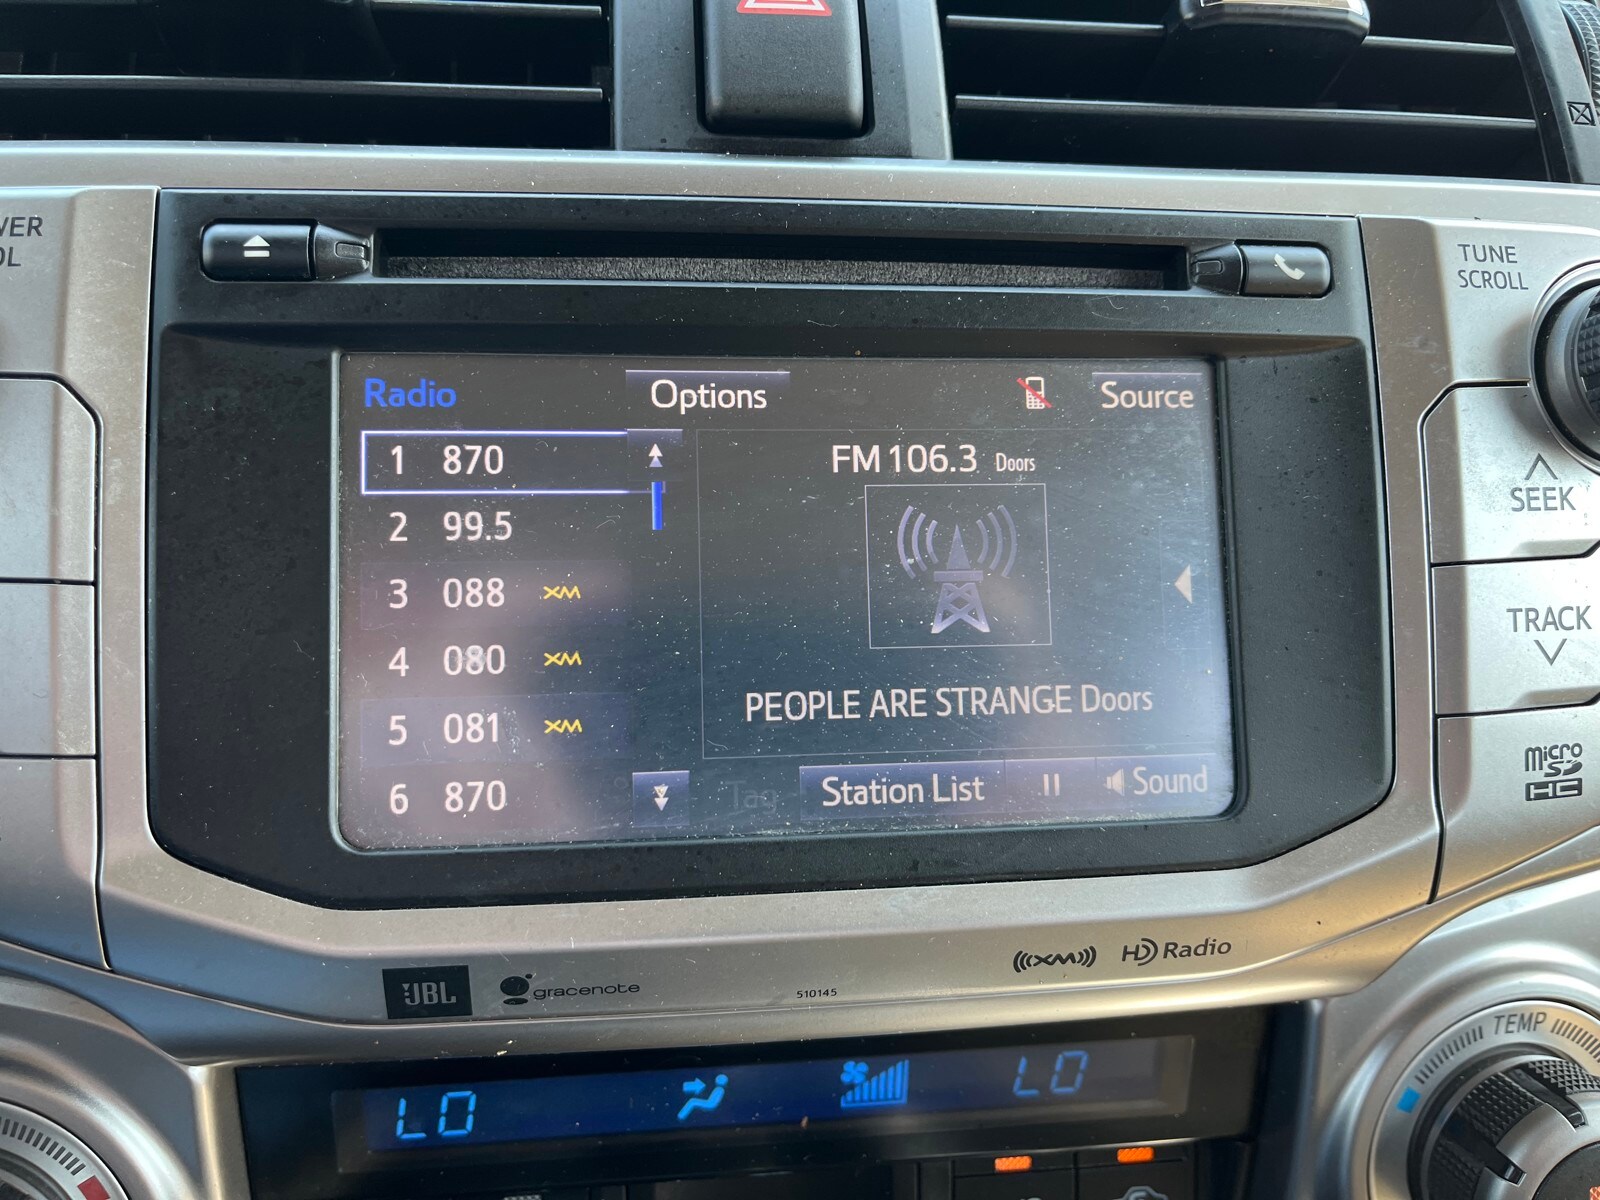 TUNE
SCROLL
Radio
Options
Source
1 870
2 99.5
3 088 XM
4 080 XM
5 081 XM
6 870
FM 106.3 Doors
PEOPLE ARE STRANGE Doors
Tag
Station List
Sound
SEEK
TRACK
micro
SD
HC
JBL
gracenote
510145
((XM))
HD Radio
LO
LO
TEMP